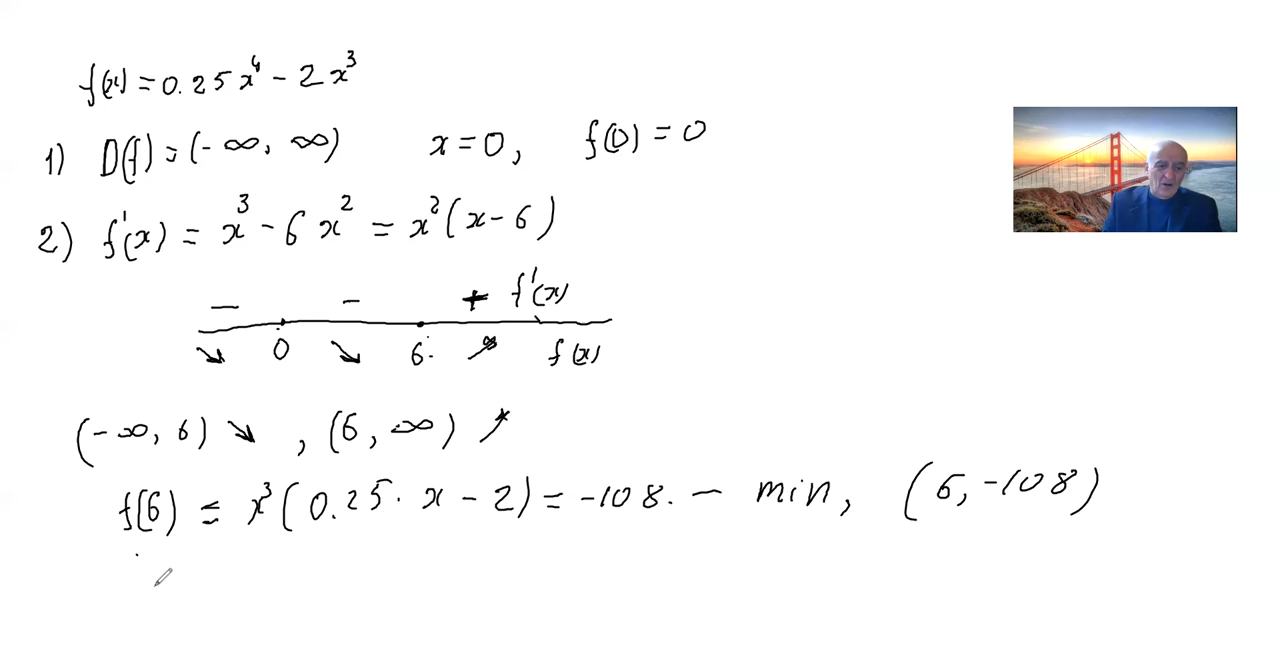 f(x) = 0.25x⁴ - 2x³
1) D(f) = (-∞, ∞) x = 0, f(0) = 0
2) f'(x) = x³ - 6x² = x²(x - 6)
- - + f'(x)
↘ 0 ↘ 6 ↗ f(x)
(-∞, 6) ↘ , (6, ∞) ↗
f(6) = x³(0.25·x - 2) = -108. - min, (6, -108)